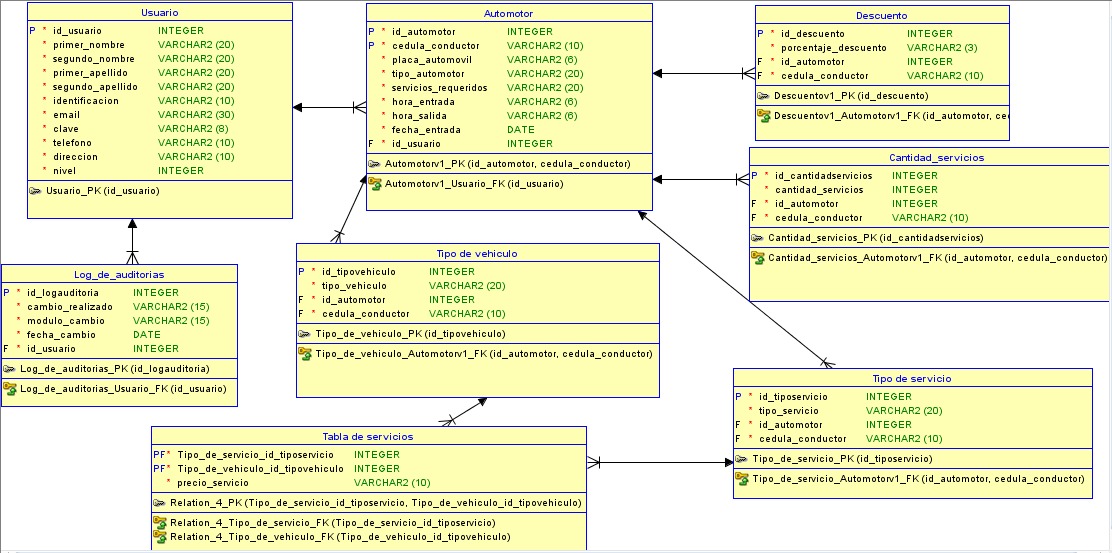 Usuario
P * id_usuario INTEGER
* primer_nombre VARCHAR2 (20)
* segundo_nombre VARCHAR2 (20)
* primer_apellido VARCHAR2 (20)
* segundo_apellido VARCHAR2 (20)
* identificacion VARCHAR2 (10)
* email VARCHAR2 (30)
* clave VARCHAR2 (8)
* telefono VARCHAR2 (10)
* direccion VARCHAR2 (10)
* nivel INTEGER
Usuario_PK (id_usuario)
Automotor
P * id_automotor INTEGER
P * cedula_conductor VARCHAR2 (10)
* placa_automovil VARCHAR2 (6)
* tipo_automotor VARCHAR2 (20)
* servicios_requeridos VARCHAR2 (20)
* hora_entrada VARCHAR2 (6)
* hora_salida VARCHAR2 (6)
* fecha_entrada DATE
F * id_usuario INTEGER
Automotorv1_PK (id_automotor, cedula_conductor)
Automotorv1_Usuario_FK (id_usuario)
Descuento
P * id_descuento INTEGER
* porcentaje_descuento VARCHAR2 (3)
F * id_automotor INTEGER
F * cedula_conductor VARCHAR2 (10)
Descuentov1_PK (id_descuento)
Descuentov1_Automotorv1_FK (id_automotor, ce
Cantidad_servicios
P * id_cantidadservicios INTEGER
* cantidad_servicios INTEGER
F * id_automotor INTEGER
F * cedula_conductor VARCHAR2 (10)
Cantidad_servicios_PK (id_cantidadservicios)
Cantidad_servicios_Automotorv1_FK (id_automotor, cedula_conductor)
Log_de_auditorias
P * id_logauditoria INTEGER
* cambio_realizado VARCHAR2 (15)
* modulo_cambio VARCHAR2 (15)
* fecha_cambio DATE
F * id_usuario INTEGER
Log_de_auditorias_PK (id_logauditoria)
Log_de_auditorias_Usuario_FK (id_usuario)
Tipo de vehiculo
P * id_tipovehiculo INTEGER
* tipo_vehiculo VARCHAR2 (20)
F * id_automotor INTEGER
F * cedula_conductor VARCHAR2 (10)
Tipo_de_vehiculo_PK (id_tipovehiculo)
Tipo_de_vehiculo_Automotorv1_FK (id_automotor, cedula_conductor)
Tipo de servicio
P * id_tiposervicio INTEGER
* tipo_servicio VARCHAR2 (20)
F * id_automotor INTEGER
F * cedula_conductor VARCHAR2 (10)
Tipo_de_servicio_PK (id_tiposervicio)
Tipo_de_servicio_Automotorv1_FK (id_automotor, cedula_conductor)
Tabla de servicios
PF* Tipo_de_servicio_id_tiposervicio INTEGER
PF* Tipo_de_vehiculo_id_tipovehiculo INTEGER
* precio_servicio VARCHAR2 (10)
Relation_4_PK (Tipo_de_servicio_id_tiposervicio, Tipo_de_vehiculo_id_tipovehiculo)
Relation_4_Tipo_de_servicio_FK (Tipo_de_servicio_id_tiposervicio)
Relation_4_Tipo_de_vehiculo_FK (Tipo_de_vehiculo_id_tipovehiculo)